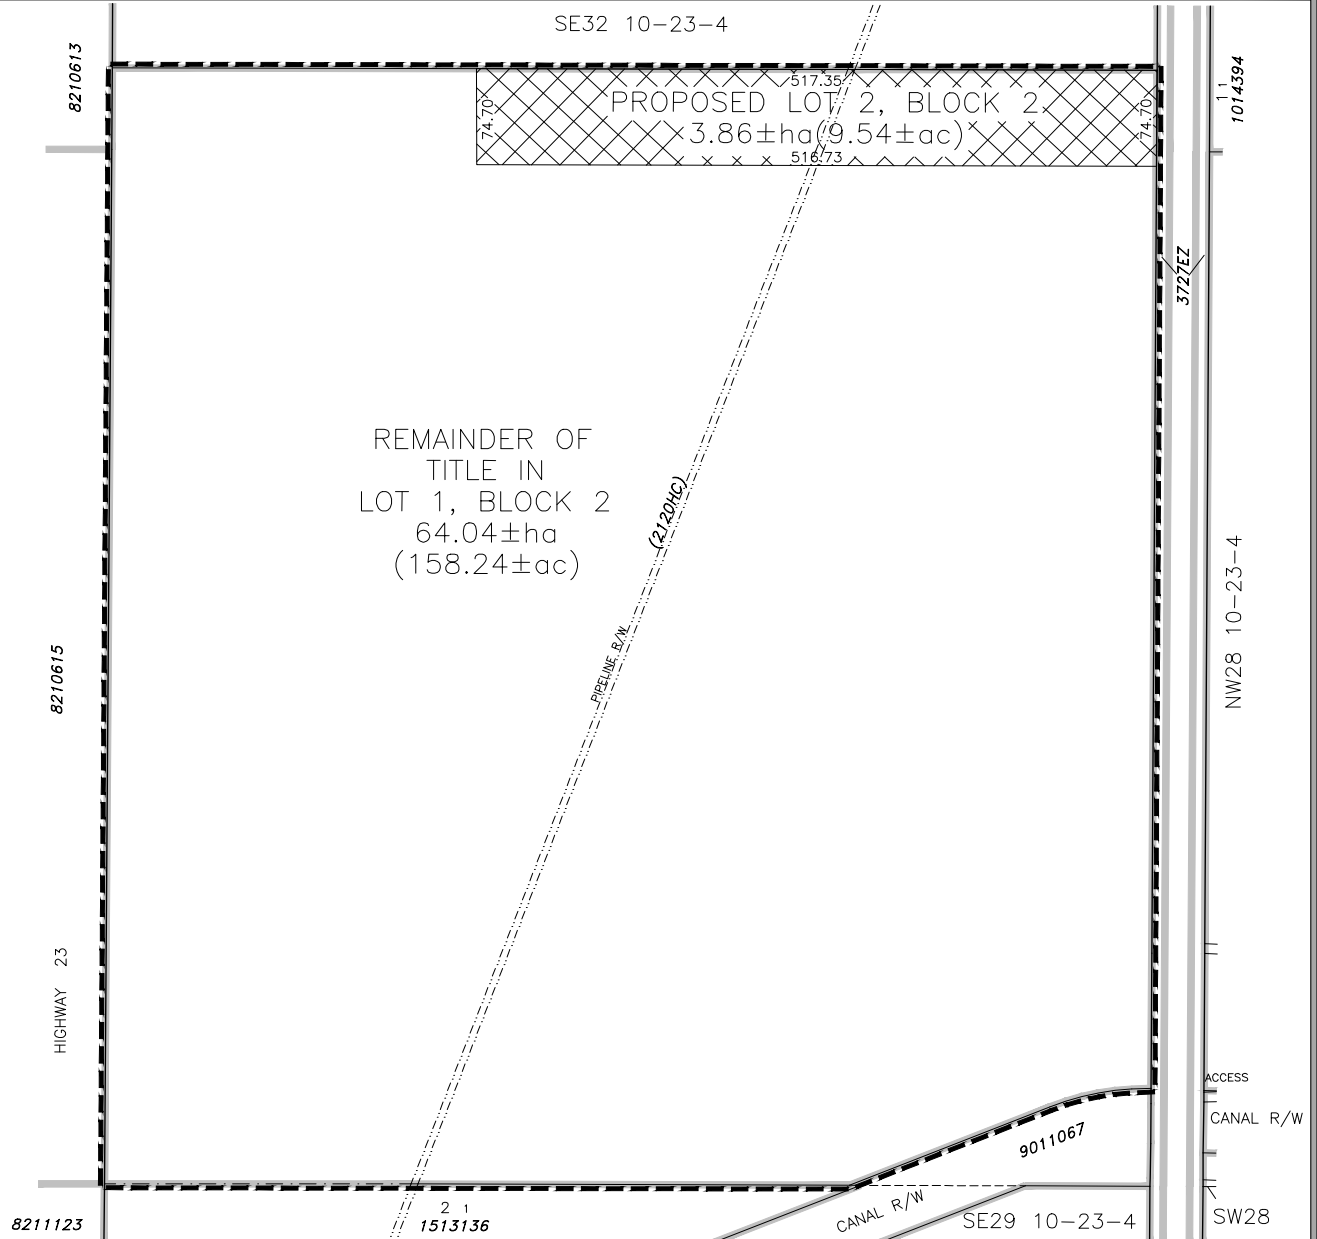 SE32 10-23-4
8210613
1
1
1014394
517.35
PROPOSED LOT 2, BLOCK 2
74.70
74.70
3.86±ha(9.54±ac)
516.73
3727EZ
REMAINDER OF
TITLE IN
LOT 1, BLOCK 2
64.04±ha
(158.24±ac)
(2120HC)
PIPELINE R/W
NW28 10-23-4
8210615
HIGHWAY 23
ACCESS
CANAL R/W
9011067
2 1
1513136
CANAL R/W
SE29 10-23-4
SW28
8211123